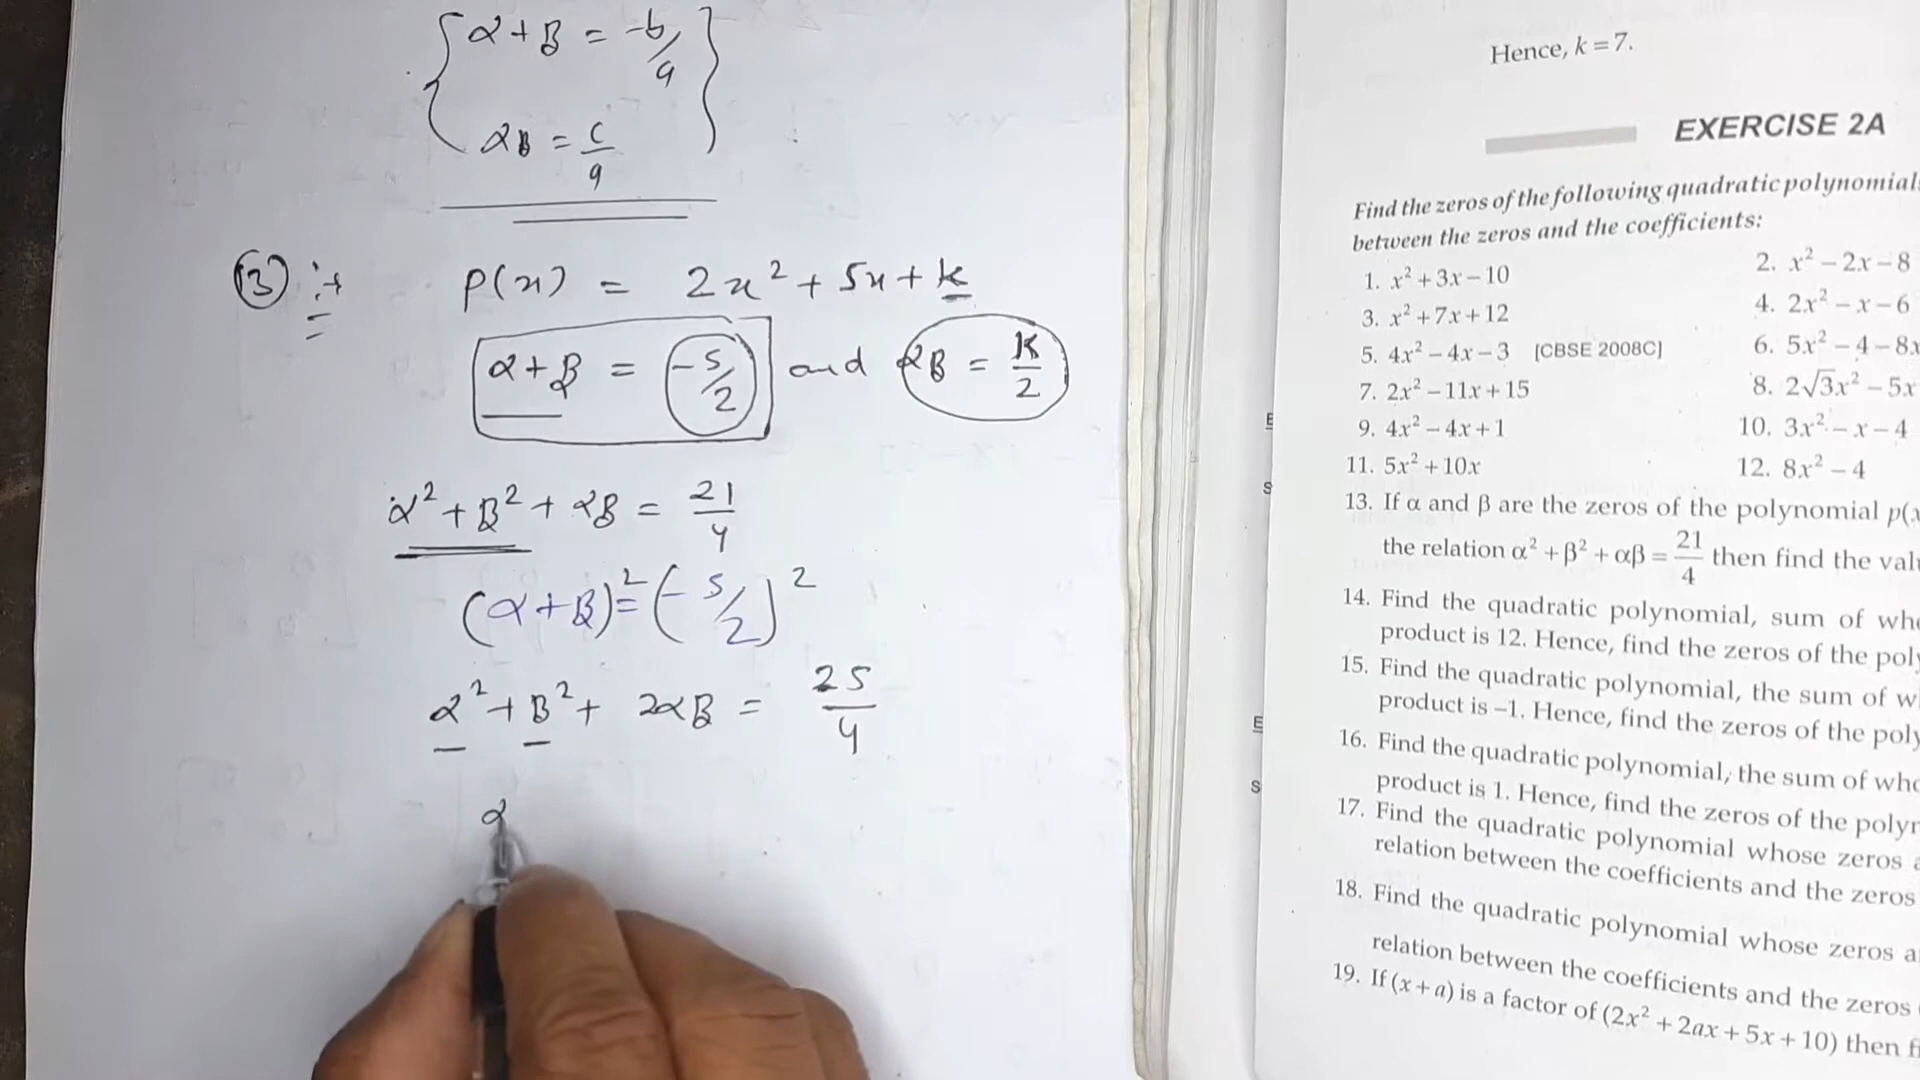 α+β = -b/a
αβ = c/a
(13) :→ P(x) = 2x² + 5x + k
α+β = -5/2 and αβ = k/2
α² + β² + αβ = 21/4
(α+β)² = (-5/2)²
α² + β² + 2αβ = 25/4
α
Hence, k = 7.
EXERCISE 2A
Find the zeros of the following quadratic polynomials
between the zeros and the coefficients:
1. x² + 3x – 10
2. x² – 2x – 8
3. x² + 7x + 12
4. 2x² – x – 6
5. 4x² – 4x – 3 [CBSE 2008C]
6. 5x² – 4 – 8x
7. 2x² – 11x + 15
8. 2√3x² – 5x
9. 4x² – 4x + 1
10. 3x² – x – 4
11. 5x² + 10x
12. 8x² – 4
13. If α and β are the zeros of the polynomial p(x
the relation α² + β² + αβ = 21/4 then find the valu
14. Find the quadratic polynomial, sum of who
product is 12. Hence, find the zeros of the poly
15. Find the quadratic polynomial, the sum of w
product is –1. Hence, find the zeros of the poly
16. Find the quadratic polynomial, the sum of who
product is 1. Hence, find the zeros of the polyn
17. Find the quadratic polynomial whose zeros a
relation between the coefficients and the zeros
18. Find the quadratic polynomial whose zeros a
relation between the coefficients and the zeros
19. If (x + a) is a factor of (2x² + 2ax + 5x + 10) then fi